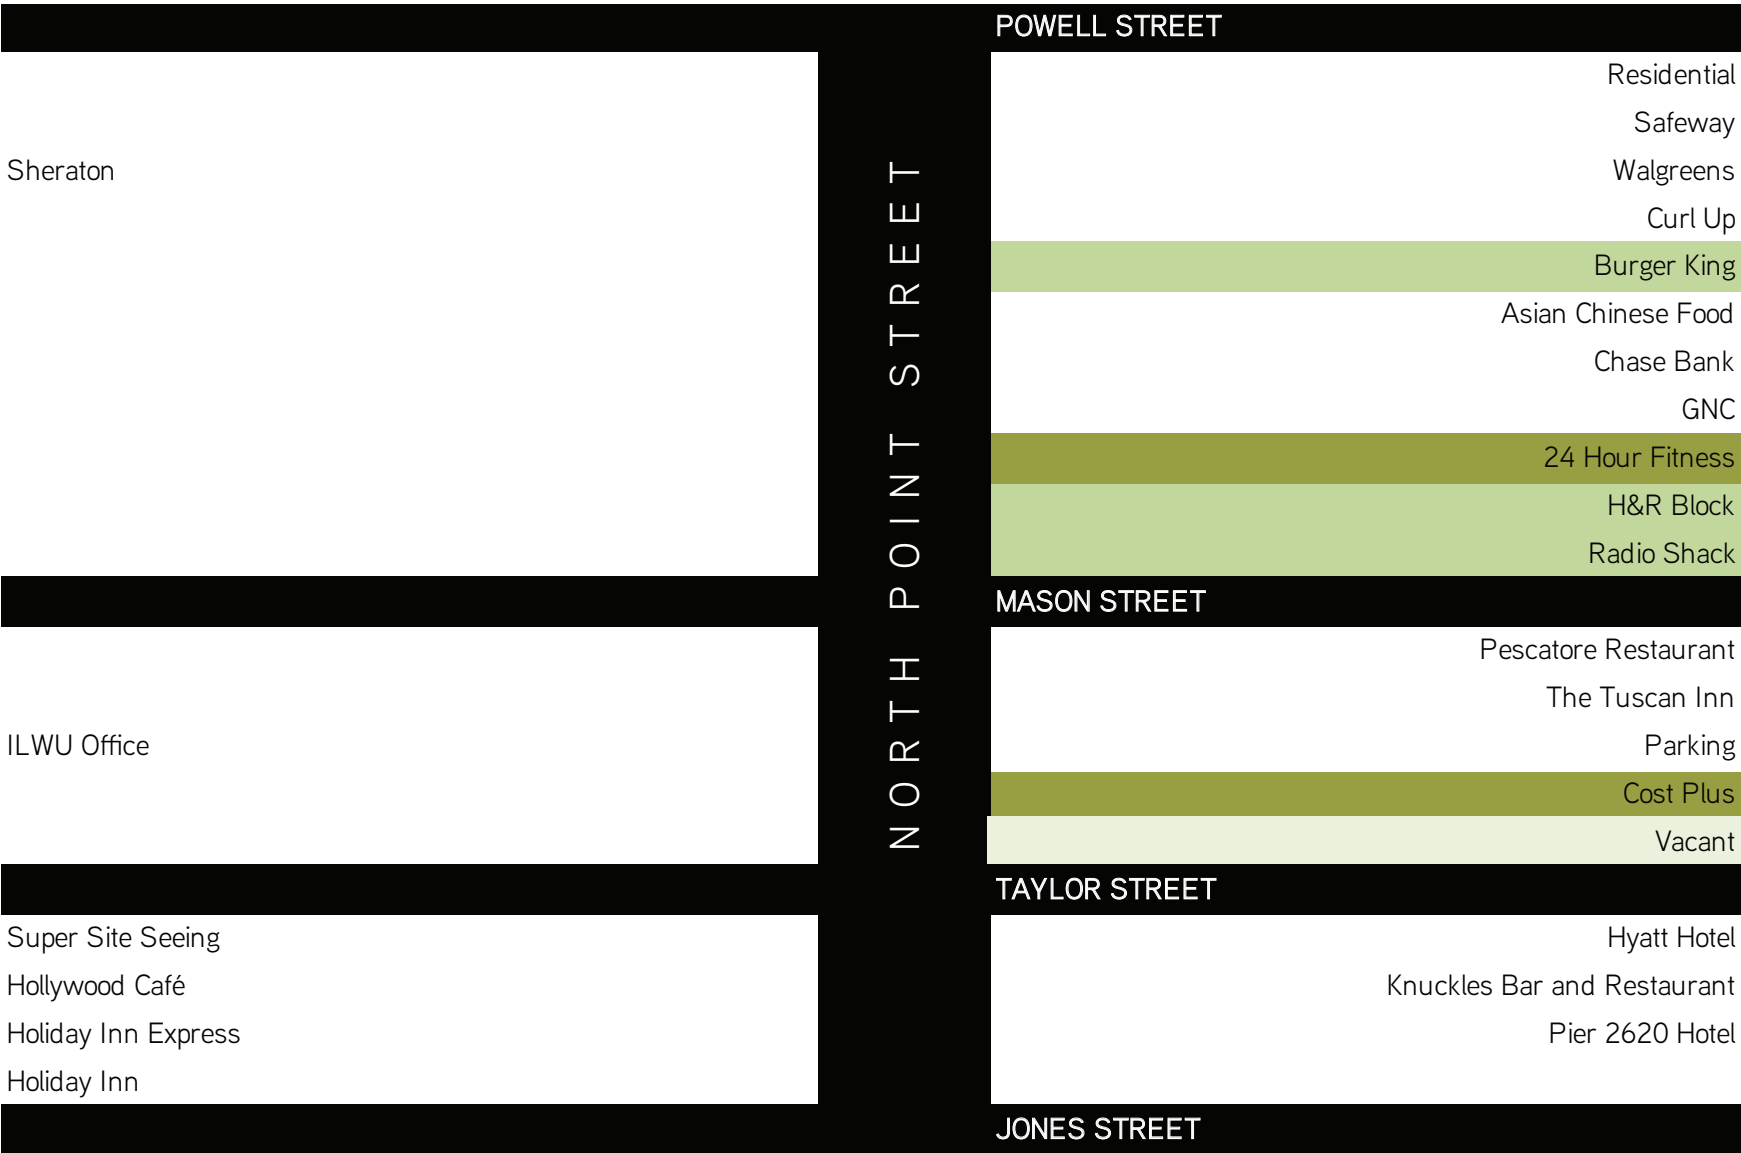 POWELL STREET
Residential
Safeway
Sheraton
Walgreens
Curl Up
Burger King
Asian Chinese Food
Chase Bank
GNC
24 Hour Fitness
H&R Block
Radio Shack
NORTH POINT STREET
MASON STREET
Pescatore Restaurant
The Tuscan Inn
ILWU Office
Parking
Cost Plus
Vacant
TAYLOR STREET
Super Site Seeing
Hyatt Hotel
Hollywood Café
Knuckles Bar and Restaurant
Holiday Inn Express
Pier 2620 Hotel
Holiday Inn
JONES STREET